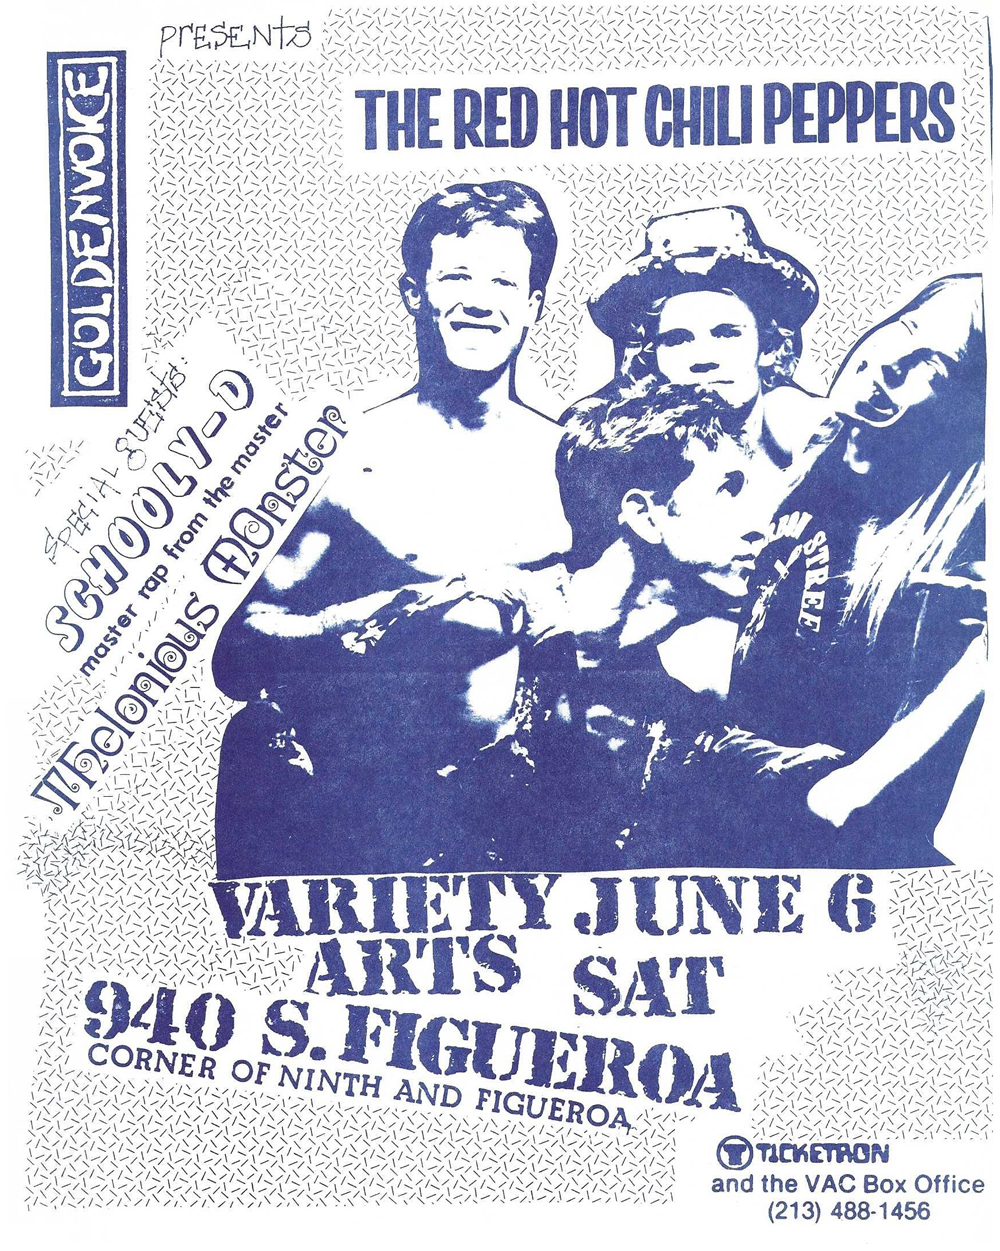 PRESENTS
GOLDENVOICE
THE RED HOT CHILI PEPPERS
SPECIAL GUESTS:
SCHOOLY-D
master rap from the master
Thelonious Monster
STREE
VARIETY JUNE 6
ARTS SAT
940 S. FIGUEROA
CORNER OF NINTH AND FIGUEROA
TICKETRON
and the VAC Box Office
(213) 488-1456